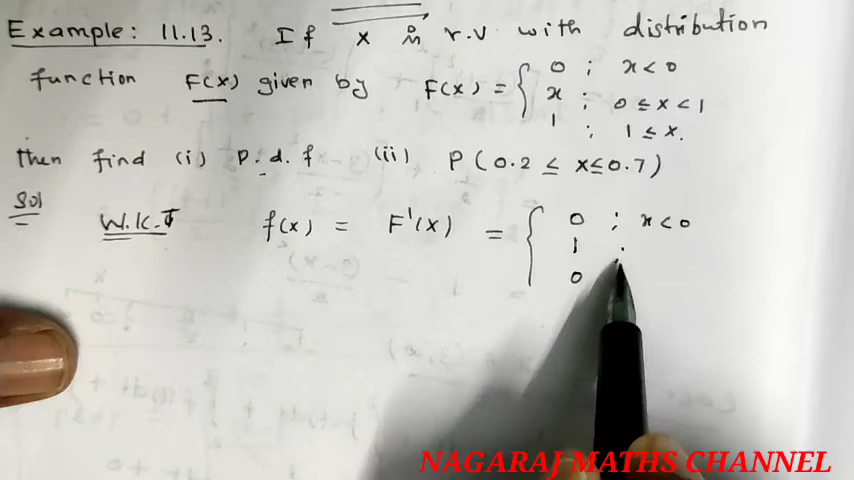 Example: 11.13. If x is r.v with distribution
function F(x) given by F(x) = { 0 ; x < 0
x ; 0 ≤ x < 1
1 ; 1 ≤ x.
then find (i) p.d.f (ii) P(0.2 ≤ x ≤ 0.7)
Sol
W.K.T f(x) = F'(x) = { 0 ; x < 0
1 ;
0
NAGARAJ MATHS CHANNEL